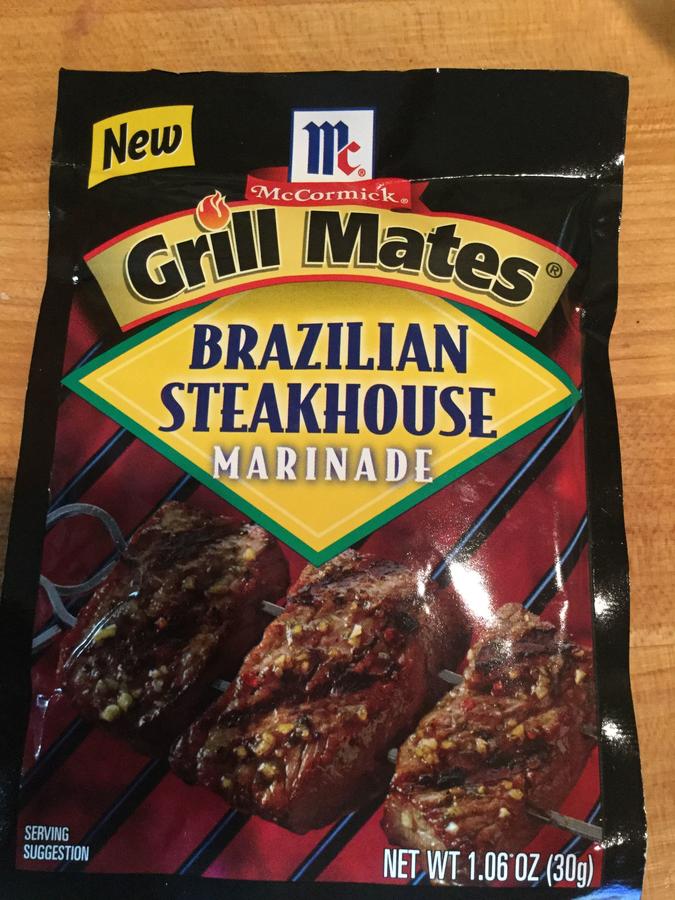 New
Mc®
McCormick®
Grill Mates®
BRAZILIAN
STEAKHOUSE
MARINADE
SERVING
SUGGESTION
NET WT 1.06 OZ (30g)